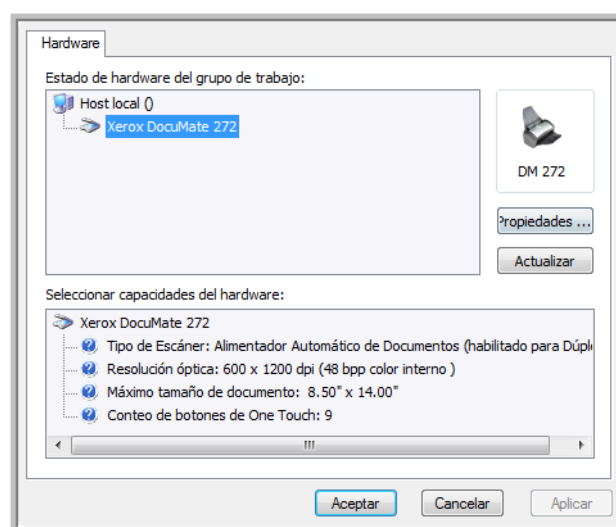 Hardware
Estado de hardware del grupo de trabajo:
Host local ()
Xerox DocuMate 272
DM 272
Propiedades ...
Actualizar
Seleccionar capacidades del hardware:
Xerox DocuMate 272
Tipo de Escáner: Alimentador Automático de Documentos (habilitado para Dúpl
Resolución óptica: 600 x 1200 dpi (48 bpp color interno )
Máximo tamaño de documento: 8.50" x 14.00"
Conteo de botones de One Touch: 9
Aceptar
Cancelar
Aplicar